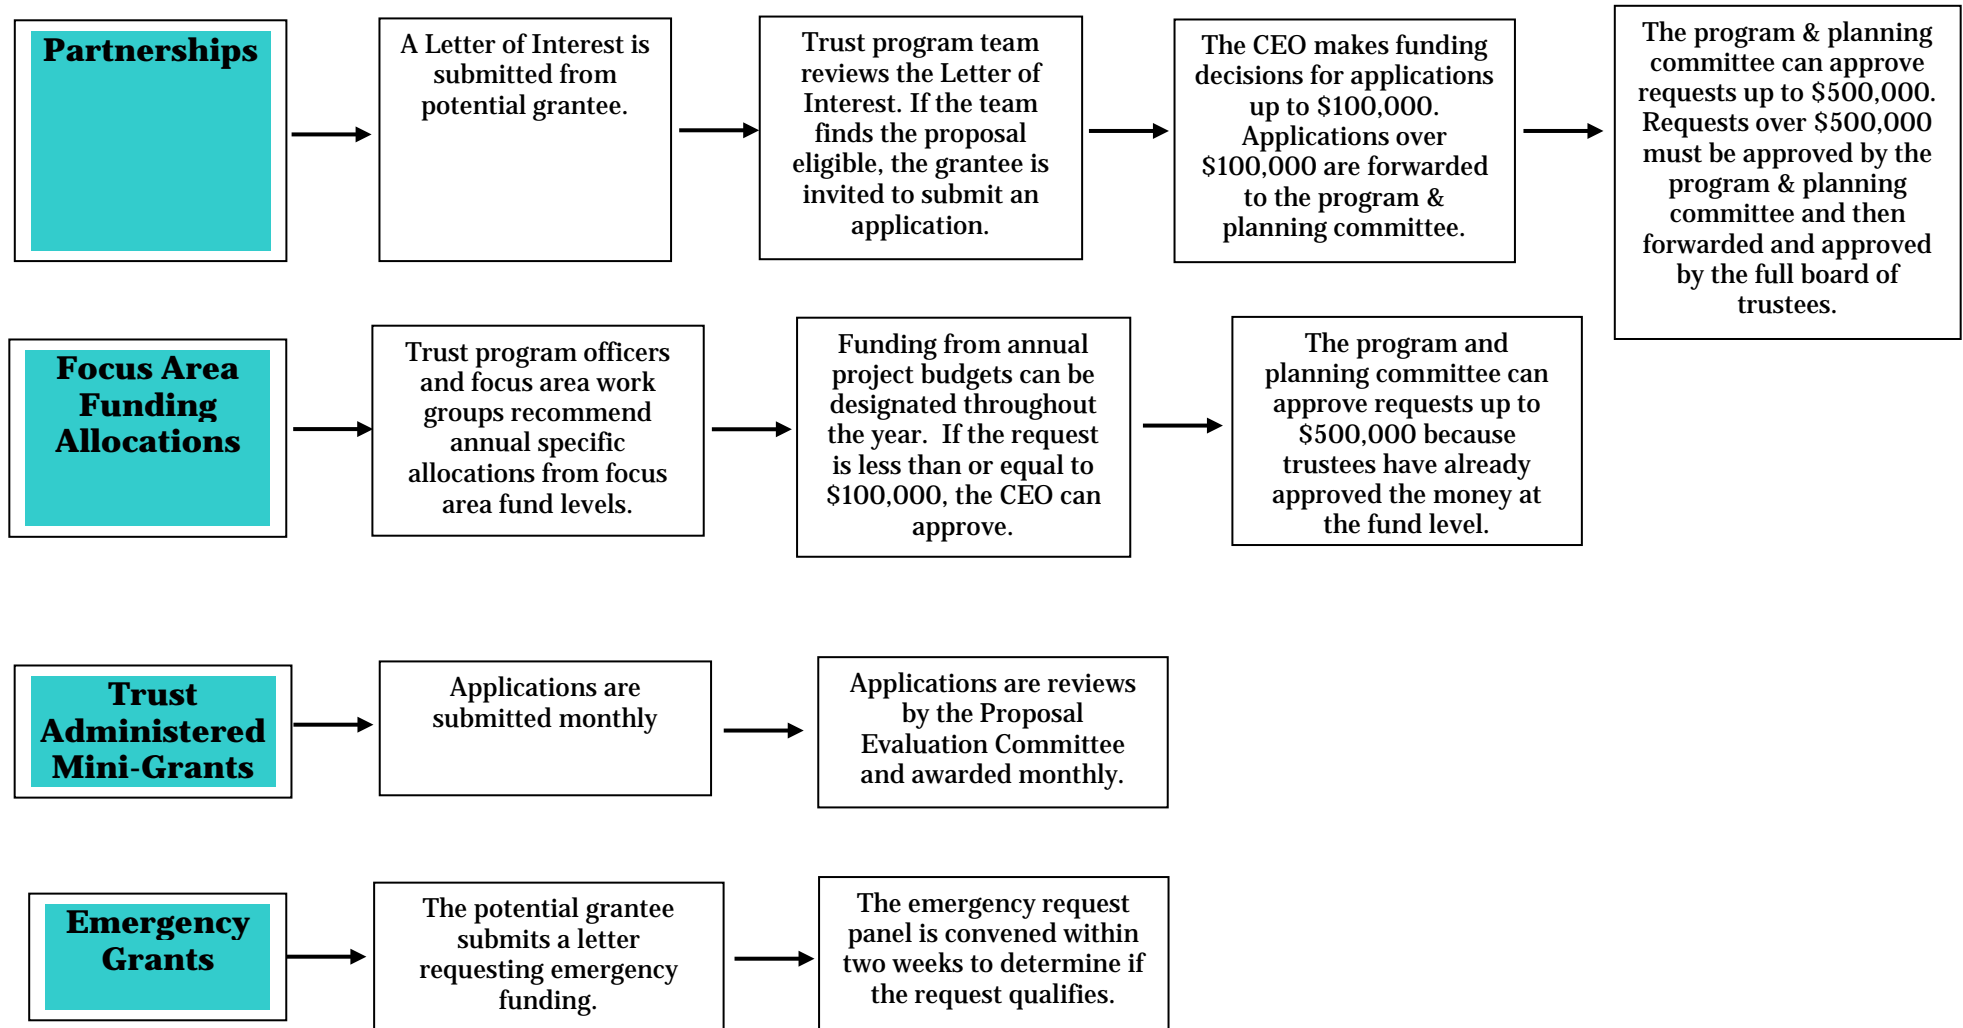 Partnerships
A Letter of Interest is
submitted from
potential grantee.
Trust program team
reviews the Letter of
Interest. If the team
finds the proposal
eligible, the grantee is
invited to submit an
application.
The CEO makes funding
decisions for applications
up to $100,000.
Applications over
$100,000 are forwarded
to the program &
planning committee.
The program & planning
committee can approve
requests up to $500,000.
Requests over $500,000
must be approved by the
program & planning
committee and then
forwarded and approved
by the full board of
trustees.
Focus Area
Funding
Allocations
Trust program officers
and focus area work
groups recommend
annual specific
allocations from focus
area fund levels.
Funding from annual
project budgets can be
designated throughout
the year.  If the request
is less than or equal to
$100,000, the CEO can
approve.
The program and
planning committee can
approve requests up to
$500,000 because
trustees have already
approved the money at
the fund level.
Trust
Administered
Mini-Grants
Applications are
submitted monthly
Applications are reviews
by the Proposal
Evaluation Committee
and awarded monthly.
Emergency
Grants
The potential grantee
submits a letter
requesting emergency
funding.
The emergency request
panel is convened within
two weeks to determine if
the request qualifies.